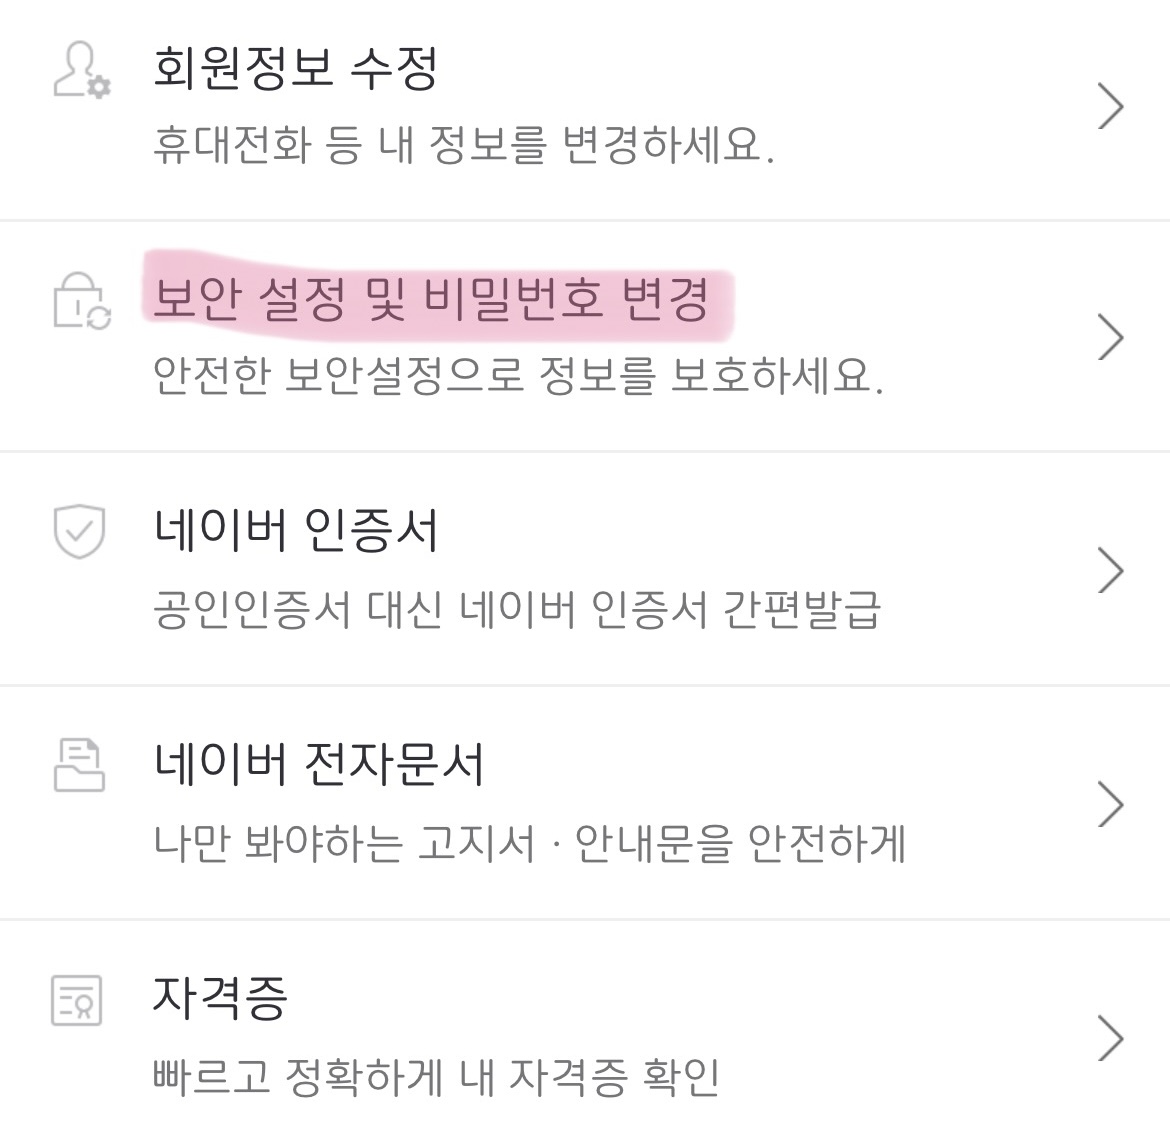 회원정보 수정
휴대전화 등 내 정보를 변경하세요.
보안 설정 및 비밀번호 변경
안전한 보안설정으로 정보를 보호하세요.
네이버 인증서
공인인증서 대신 네이버 인증서 간편발급
네이버 전자문서
나만 봐야하는 고지서 · 안내문을 안전하게
자격증
빠르고 정확하게 내 자격증 확인